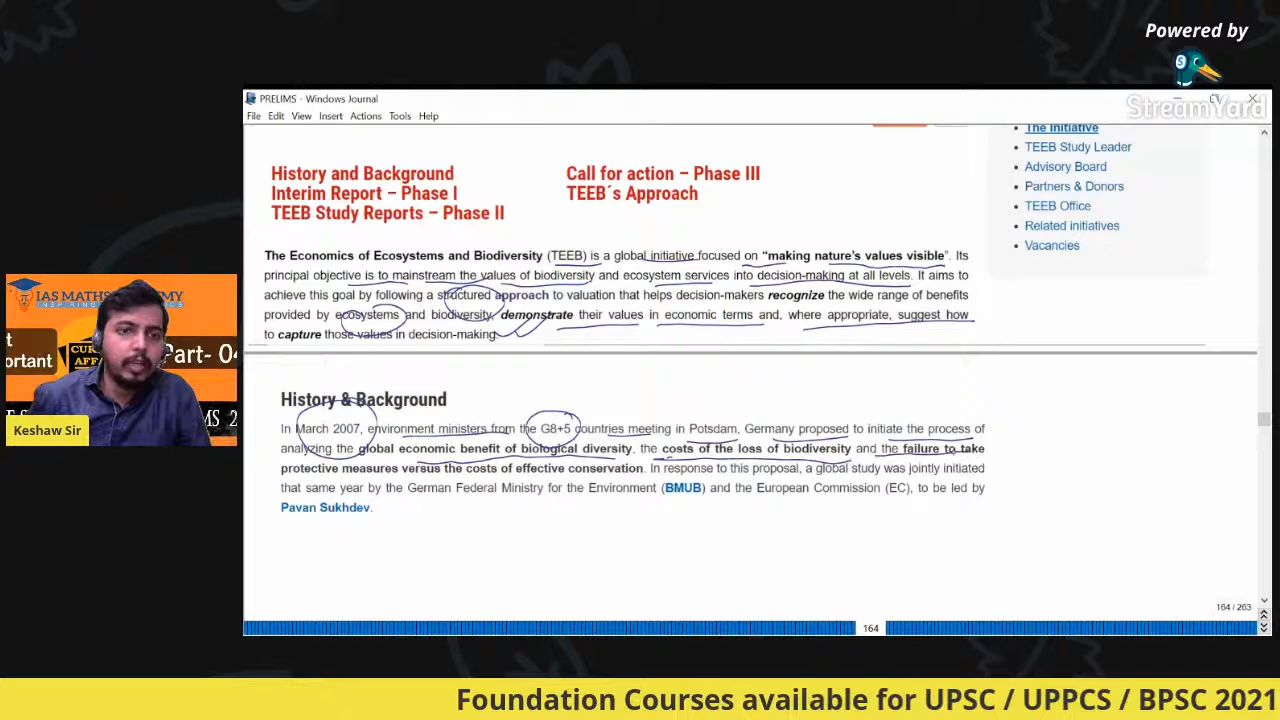 Powered by
StreamYard
PRELIMS - Windows Journal
File Edit View Insert Actions Tools Help
The Initiative
TEEB Study Leader
Advisory Board
Partners & Donors
TEEB Office
Related initiatives
Vacancies
History and Background
Interim Report – Phase I
TEEB Study Reports – Phase II
Call for action – Phase III
TEEB´s Approach
The Economics of Ecosystems and Biodiversity (TEEB) is a global initiative focused on “making nature’s values visible”. Its
principal objective is to mainstream the values of biodiversity and ecosystem services into decision-making at all levels. It aims to
achieve this goal by following a structured approach to valuation that helps decision-makers recognize the wide range of benefits
provided by ecosystems and biodiversity, demonstrate their values in economic terms and, where appropriate, suggest how
to capture those values in decision-making.
History & Background
In March 2007, environment ministers from the G8+5 countries meeting in Potsdam, Germany proposed to initiate the process of
analyzing the global economic benefit of biological diversity, the costs of the loss of biodiversity and the failure to take
protective measures versus the costs of effective conservation. In response to this proposal, a global study was jointly initiated
that same year by the German Federal Ministry for the Environment (BMUB) and the European Commission (EC), to be led by
Pavan Sukhdev.
164 / 263
164
IAS MATHS
Part- 04
Keshaw Sir
Foundation Courses available for UPSC / UPPCS / BPSC 2021